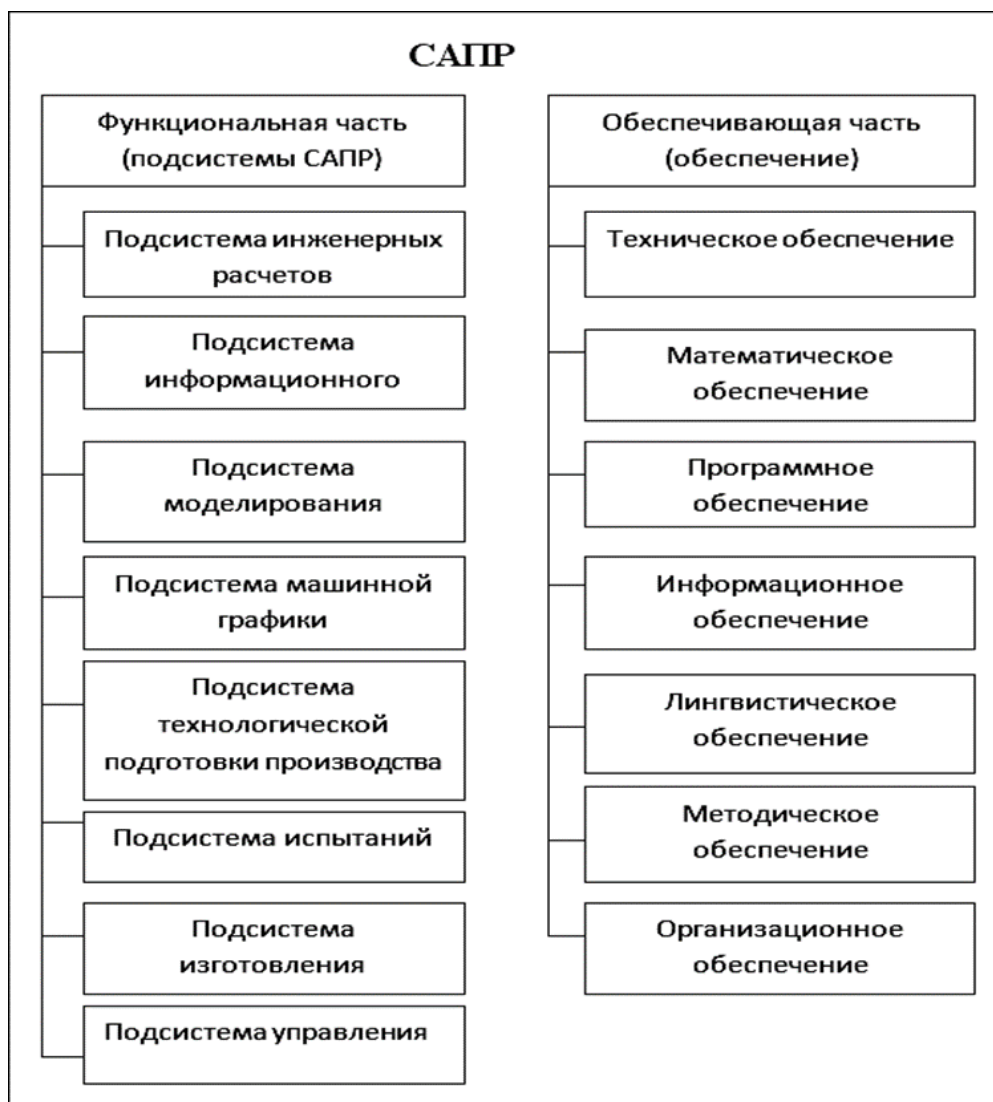 САПР
Функциональная часть
(подсистемы САПР)
Подсистема инженерных
расчетов
Подсистема
информационного
Подсистема
моделирования
Подсистема машинной
графики
Подсистема
технологической
подготовки производства
Подсистема испытаний
Подсистема
изготовления
Подсистема управления
Обеспечивающая часть
(обеспечение)
Техническое обеспечение
Математическое
обеспечение
Программное
обеспечение
Информационное
обеспечение
Лингвистическое
обеспечение
Методическое
обеспечение
Организационное
обеспечение